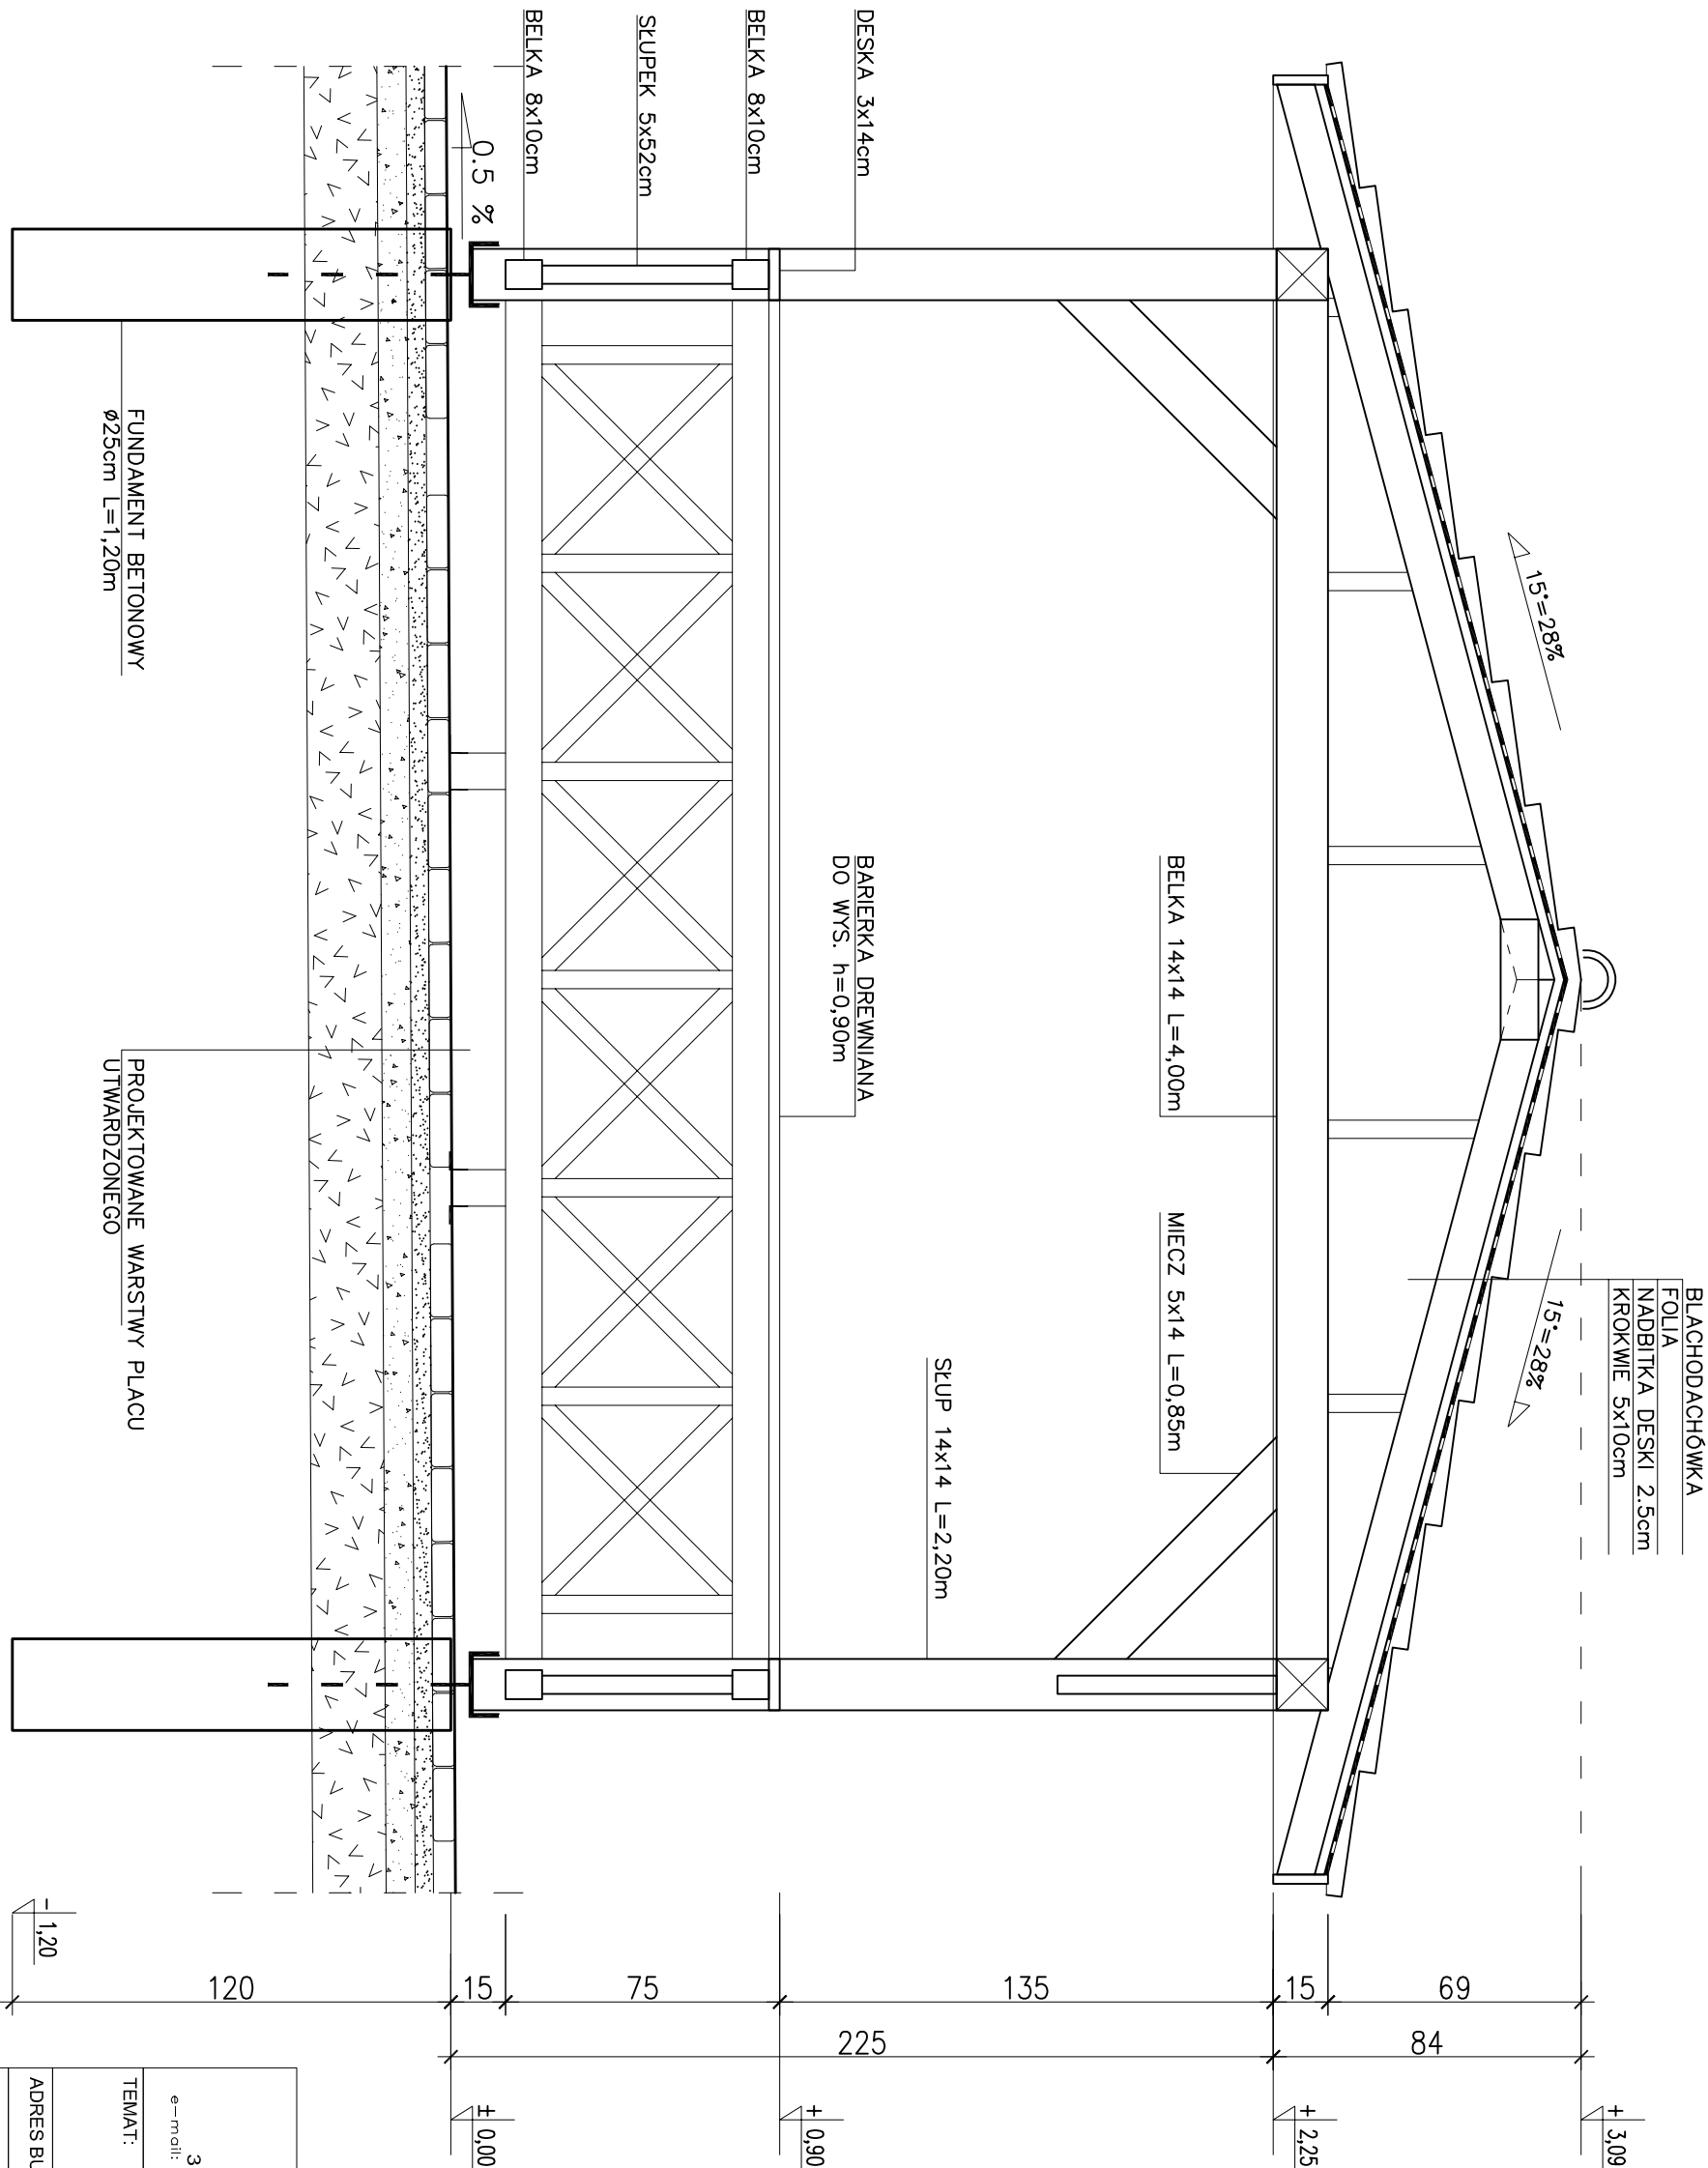 BLACHODACHÓWKA
FOLIA
NADBITKA DESKI 2.5cm
KROKWIE 5x10cm
15°=28%
15°=28%
BELKA 14x14 L=4,00m
MIECZ 5x14 L=0,85m
SŁUP 14x14 L=2,20m
DESKA 3x14cm
BELKA 8x10cm
SŁUPEK 5x52cm
BELKA 8x10cm
BARIERKA DREWNIANA
DO WYS. h=0,90m
0.5 %
FUNDAMENT BETONOWY
Ø25cm L=1,20m
PROJEKTOWANE WARSTWY PLACU
UTWARDZONEGO
69
15
135
75
15
120
84
225
+ 3,09
+ 2,25
+ 0,90
± 0,00
- 1,20
3
e-mail:
TEMAT:
ADRES BU